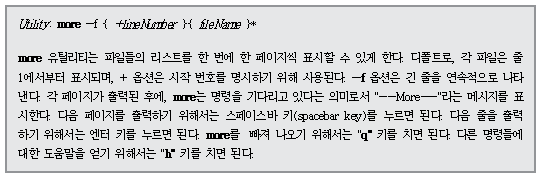 Utility: more -f { +lineNumber }{ fileName }*
more 유틸리티는 파일들의 리스트를 한 번에 한 페이지씩 표시할 수 있게 한다. 디폴트로, 각 파일은 줄
1에서부터 표시되며, + 옵션은 시작 번호를 명시하기 위해 사용된다. -f 옵션은 긴 줄을 연속적으로 나타
낸다. 각 페이지가 출력된 후에, more는 명령을 기다리고 있다는 의미로서 "--More--"라는 메시지를 표
시한다. 다음 페이지를 출력하기 위해서는 스페이스바 키(spacebar key)를 누르면 된다. 다음 줄을 출력
하기 위해서는 엔터 키를 누르면 된다. more를 빠져 나오기 위해서는 "q" 키를 치면 된다. 다른 명령들에
대한 도움말을 얻기 위해서는 "h" 키를 치면 된다.